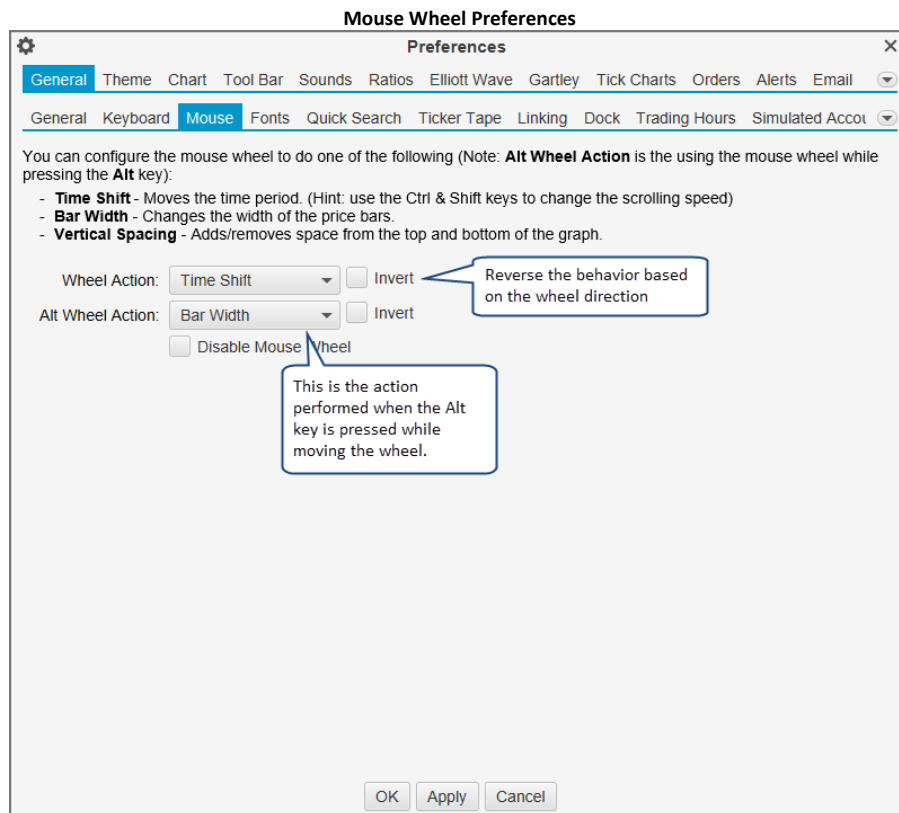 Mouse Wheel Preferences
Preferences
General Theme Chart Tool Bar Sounds Ratios Elliott Wave Gartley Tick Charts Orders Alerts Email
General Keyboard Mouse Fonts Quick Search Ticker Tape Linking Dock Trading Hours Simulated Accou
You can configure the mouse wheel to do one of the following (Note: Alt Wheel Action is the using the mouse wheel while
pressing the Alt key):
- Time Shift - Moves the time period. (Hint: use the Ctrl & Shift keys to change the scrolling speed)
- Bar Width - Changes the width of the price bars.
- Vertical Spacing - Adds/removes space from the top and bottom of the graph.
Wheel Action: Time Shift Invert
Reverse the behavior based
on the wheel direction
Alt Wheel Action: Bar Width Invert
Disable Mouse Wheel
This is the action
performed when the Alt
key is pressed while
moving the wheel.
OK Apply Cancel